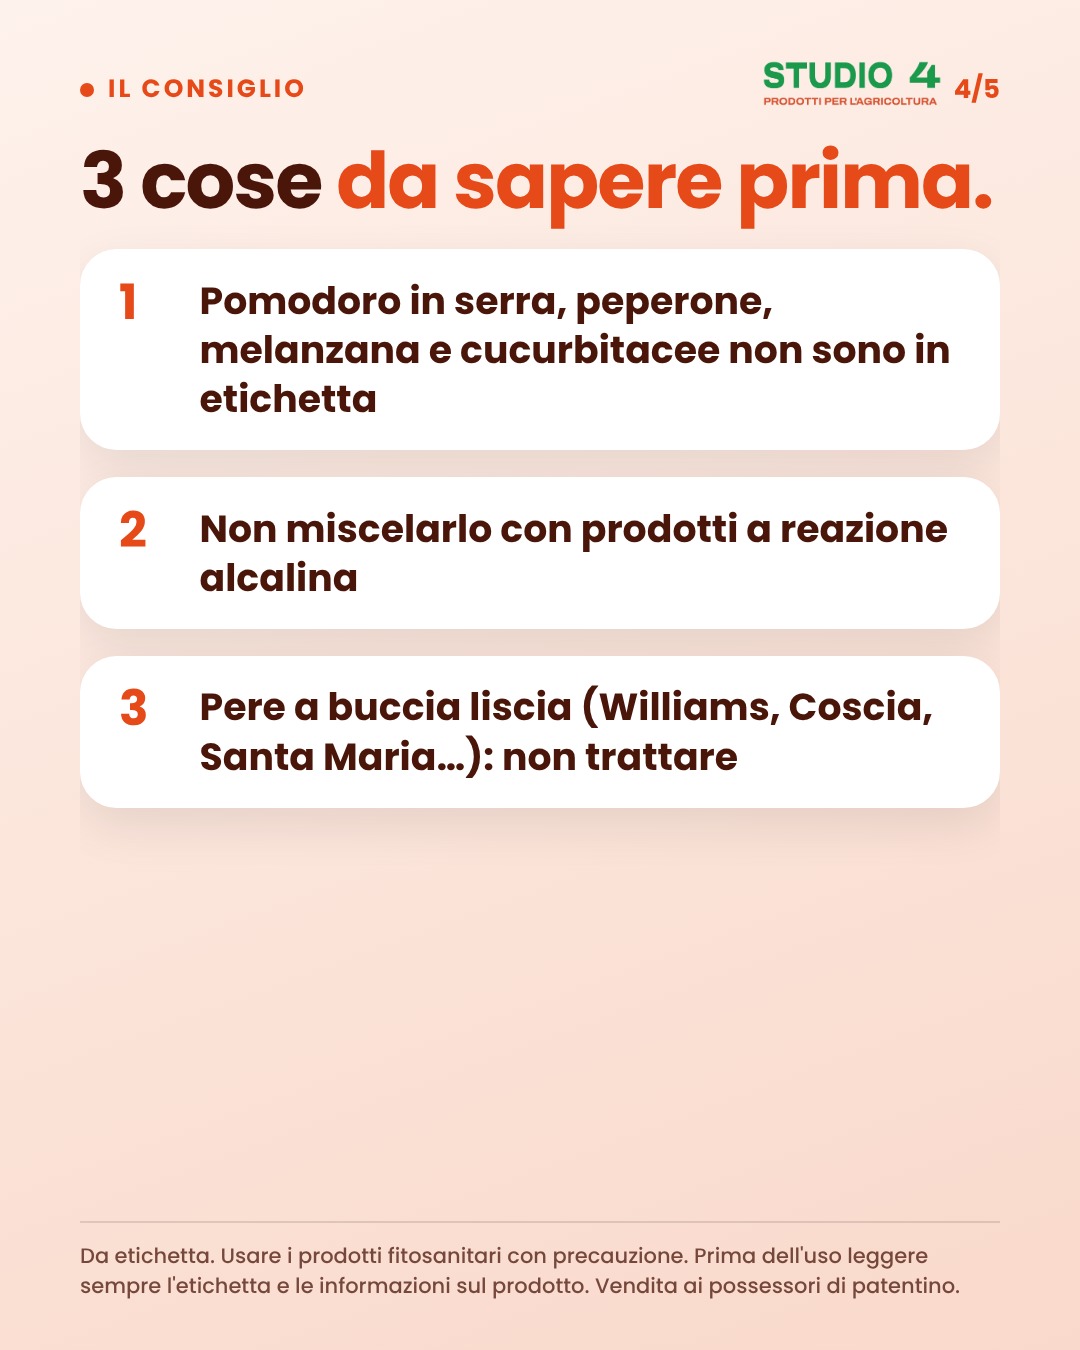 IL CONSIGLIO
STUDIO 4
PRODOTTI PER L'AGRICOLTURA
4/5
3 cose da sapere prima.
1
Pomodoro in serra, peperone,
melanzana e cucurbitacee non sono in
etichetta
2
Non miscelarlo con prodotti a reazione
alcalina
3
Pere a buccia liscia (Williams, Coscia,
Santa Maria...): non trattare
Da etichetta. Usare i prodotti fitosanitari con precauzione. Prima dell'uso leggere
sempre l'etichetta e le informazioni sul prodotto. Vendita ai possessori di patentino.